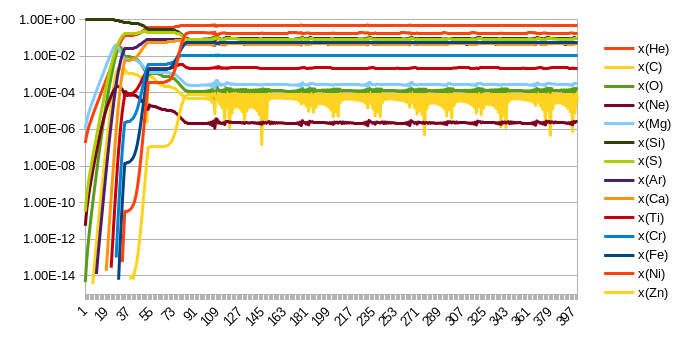 1.00E+00
1.00E-02
1.00E-04
1.00E-06
1.00E-08
1.00E-10
1.00E-12
1.00E-14
1 19 37 55 73 91 109 127 145 163 181 199 217 235 253 271 289 307 325 343 361 379 397
x(He)
x(C)
x(O)
x(Ne)
x(Mg)
x(Si)
x(S)
x(Ar)
x(Ca)
x(Ti)
x(Cr)
x(Fe)
x(Ni)
x(Zn)